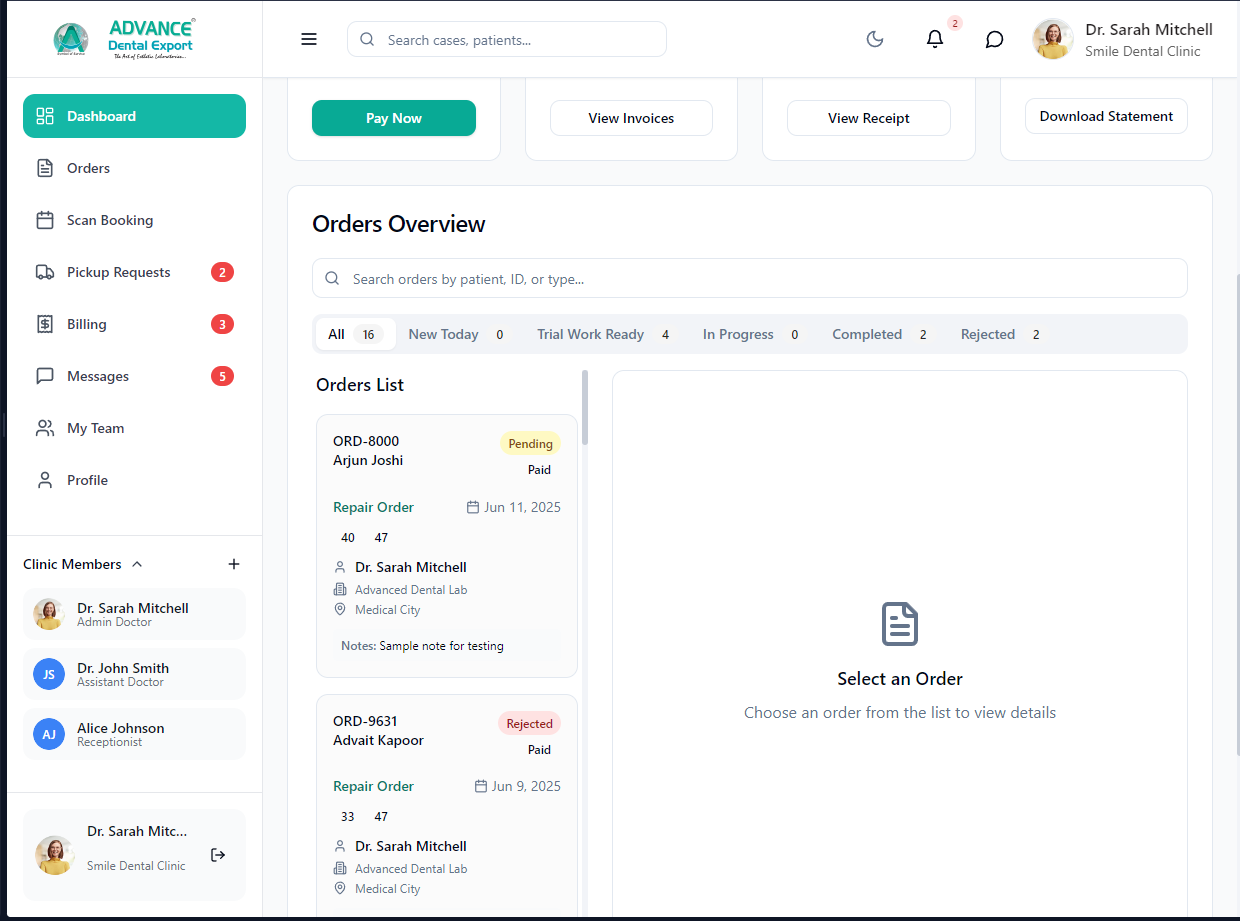 ADVANCE
Dental Export
Search cases, patients...
2
Dr. Sarah Mitchell
Smile Dental Clinic
Dashboard
Orders
Scan Booking
Pickup Requests 2
Billing 3
Messages 5
My Team
Profile
Clinic Members
Dr. Sarah Mitchell
Admin Doctor
JS
Dr. John Smith
Assistant Doctor
AJ
Alice Johnson
Receptionist
Dr. Sarah Mitc...
Smile Dental Clinic
Pay Now
View Invoices
View Receipt
Download Statement
Orders Overview
Search orders by patient, ID, or type...
All 16 New Today 0 Trial Work Ready 4 In Progress 0 Completed 2 Rejected 2
Orders List
ORD-8000 Pending
Arjun Joshi Paid
Repair Order Jun 11, 2025
40 47
Dr. Sarah Mitchell
Advanced Dental Lab
Medical City
Notes: Sample note for testing
ORD-9631 Rejected
Advait Kapoor Paid
Repair Order Jun 9, 2025
33 47
Dr. Sarah Mitchell
Advanced Dental Lab
Medical City
Select an Order
Choose an order from the list to view details